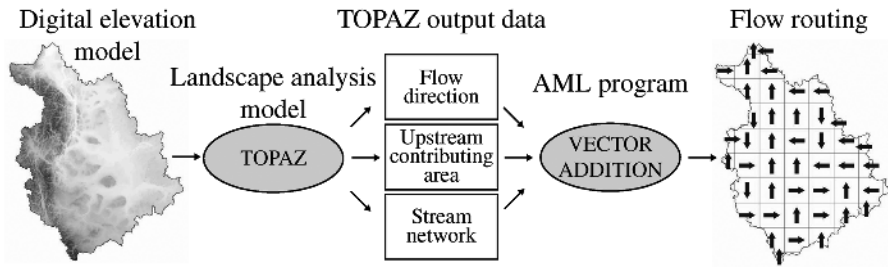 Digital elevation
model
TOPAZ output data
Flow routing
Landscape analysis
model
AML program
TOPAZ
Flow
direction
Upstream
contributing
area
Stream
network
VECTOR
ADDITION